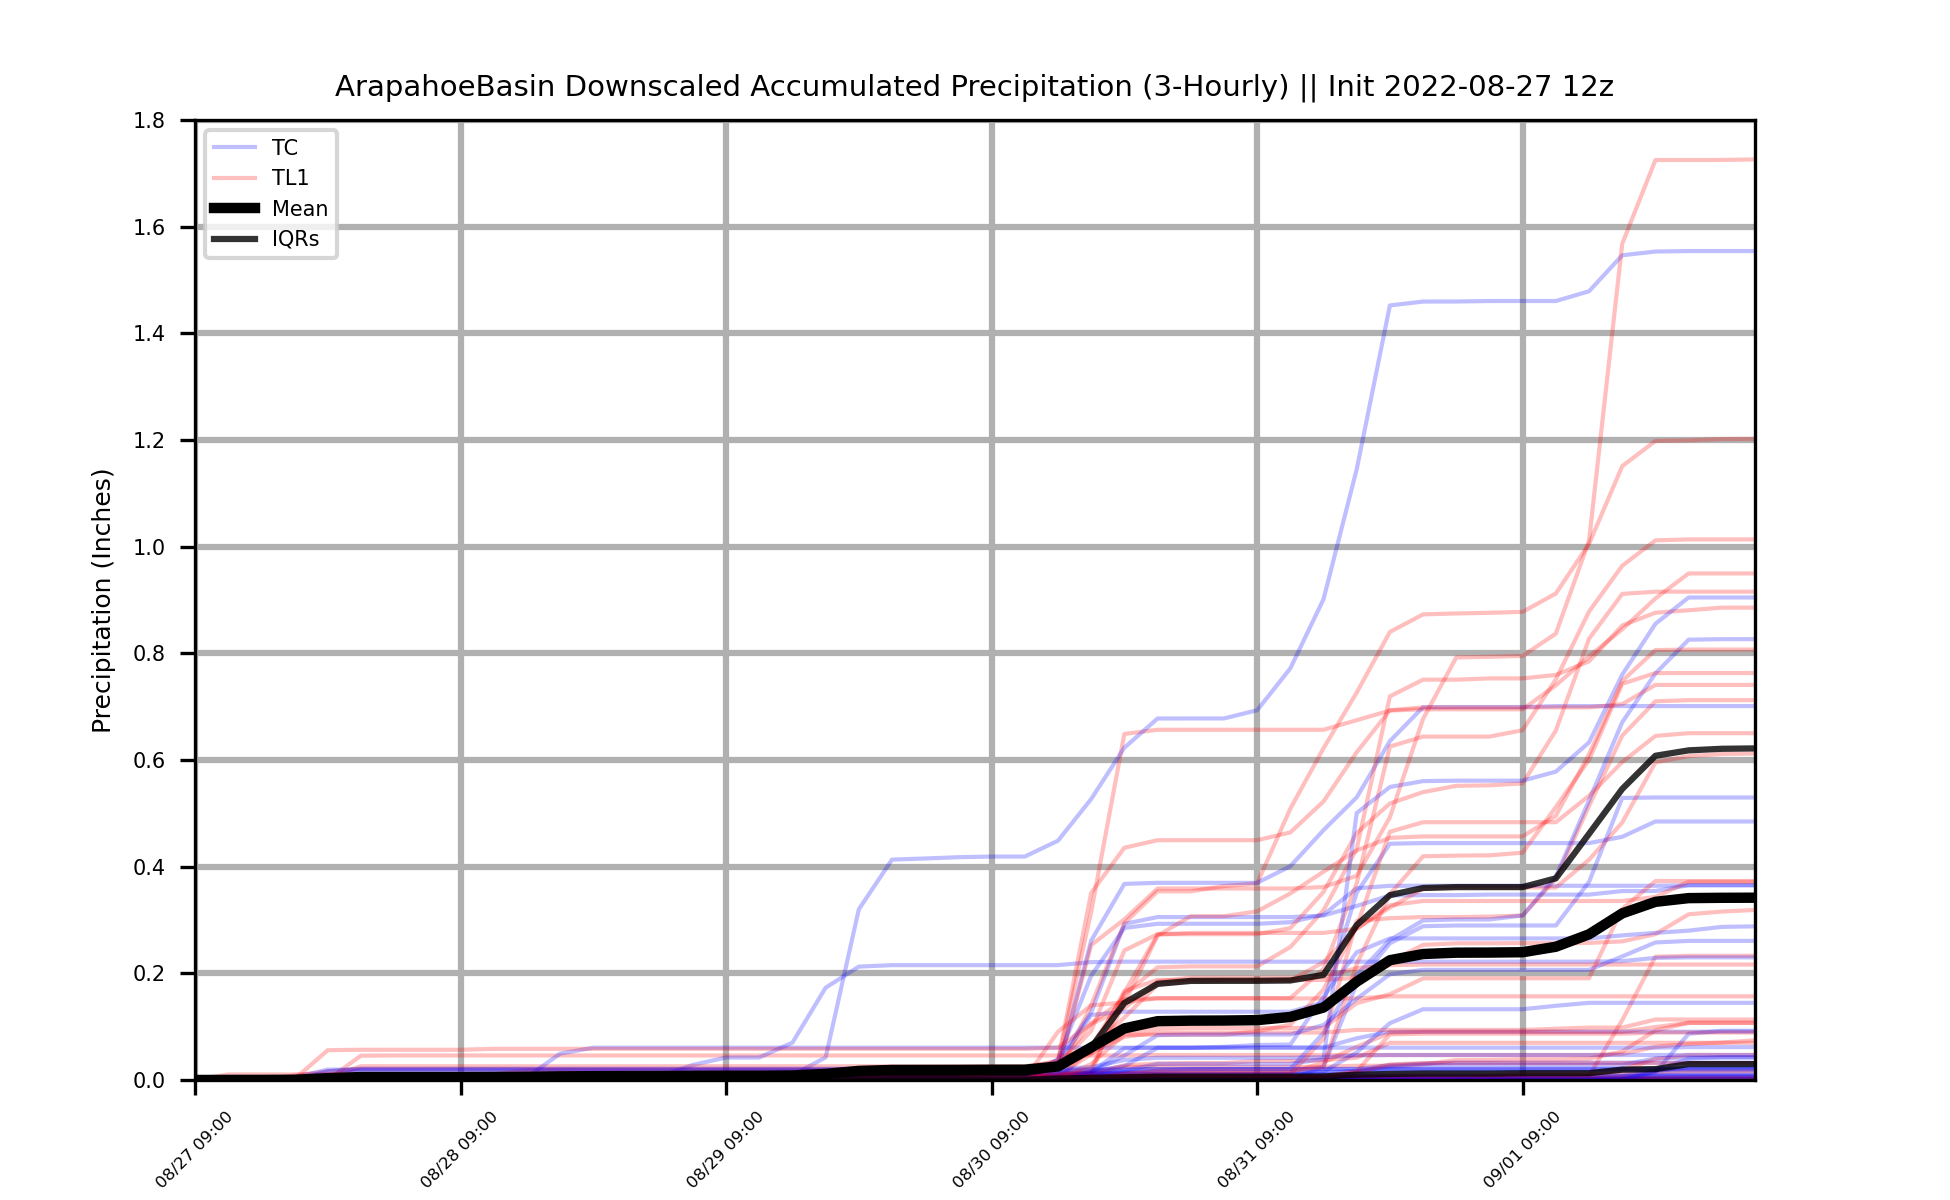 ArapahoeBasin Downscaled Accumulated Precipitation (3-Hourly) || Init 2022-08-27 12z
Precipitation (Inches)
1.8
1.6
1.4
1.2
1.0
0.8
0.6
0.4
0.2
0.0
TC
TL1
Mean
IQRs
08/27 09:00
08/28 09:00
08/29 09:00
08/30 09:00
08/31 09:00
09/01 09:00